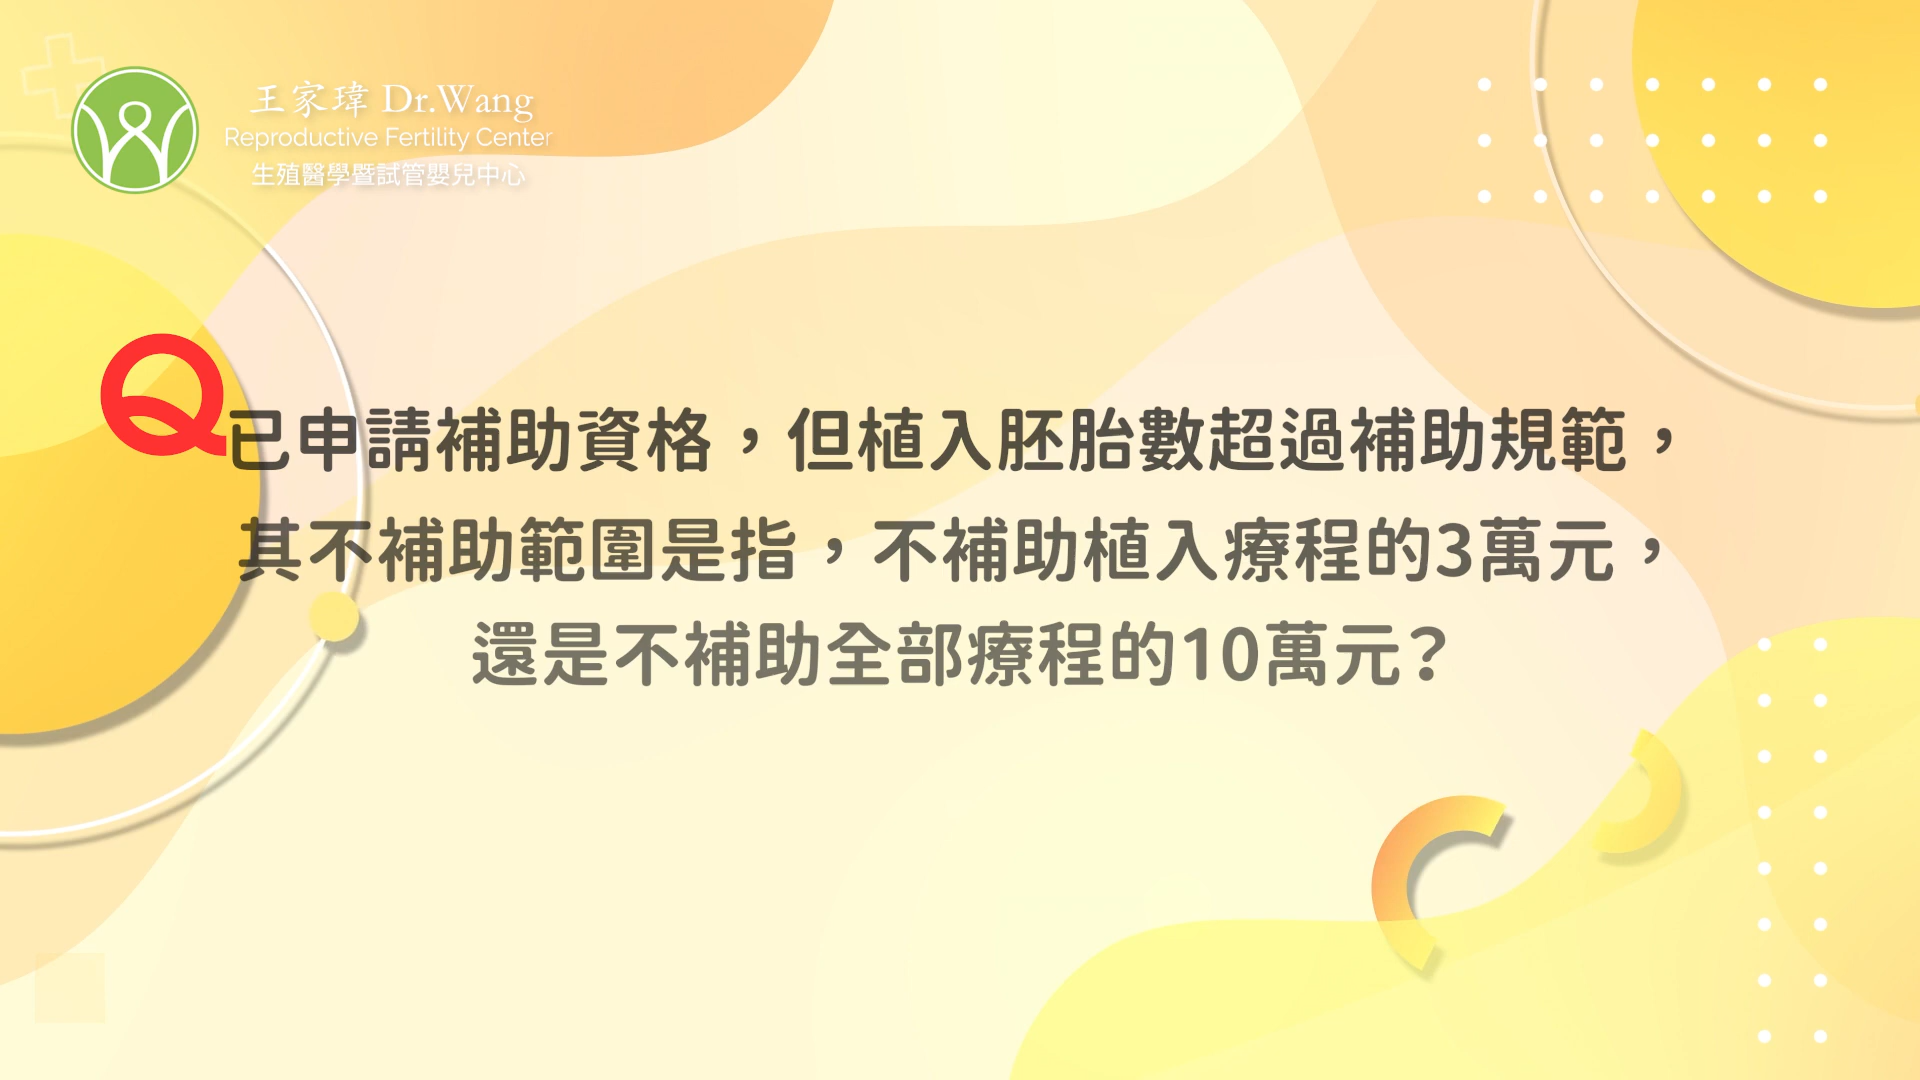 王家瑋 Dr.Wang
Reproductive Fertility Center
生殖醫學暨試管嬰兒中心
Q已申請補助資格，但植入胚胎數超過補助規範，
其不補助範圍是指，不補助植入療程的3萬元，
還是不補助全部療程的10萬元？